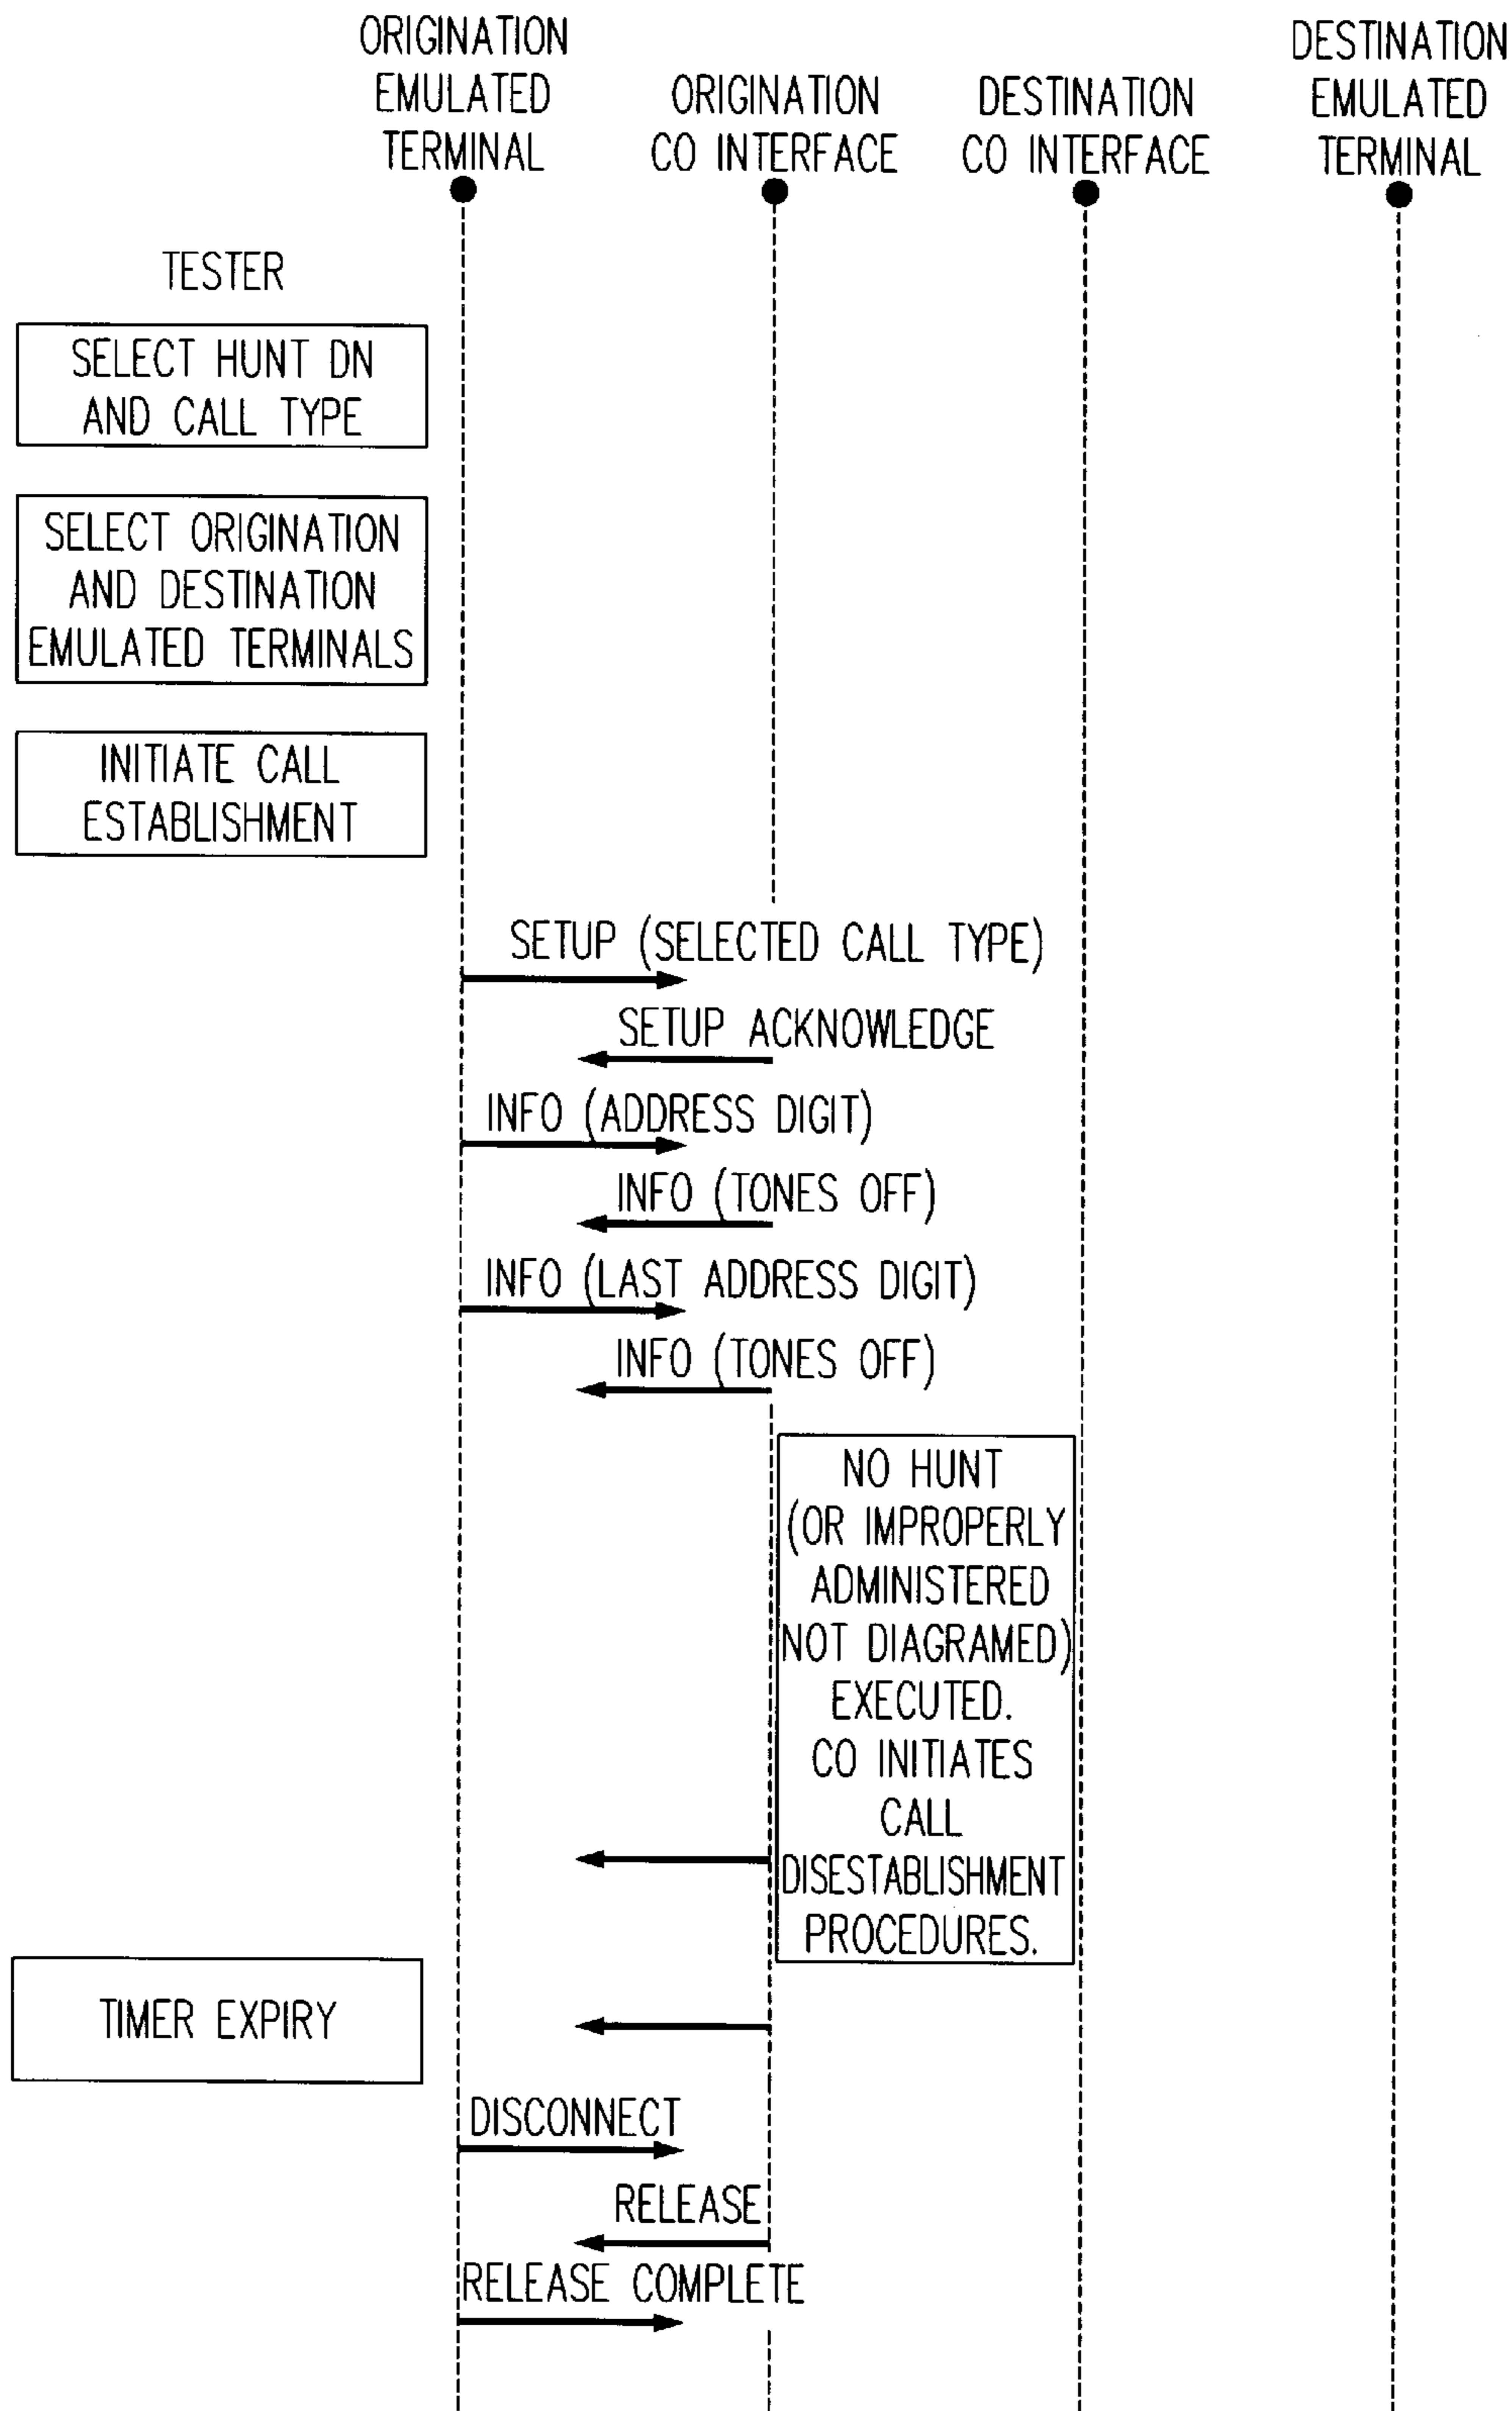 ORIGINATION
EMULATED
TERMINAL
ORIGINATION
CO INTERFACE
DESTINATION
CO INTERFACE
DESTINATION
EMULATED
TERMINAL
TESTER
SELECT HUNT DN
AND CALL TYPE
SELECT ORIGINATION
AND DESTINATION
EMULATED TERMINALS
INITIATE CALL
ESTABLISHMENT
SETUP (SELECTED CALL TYPE)
SETUP ACKNOWLEDGE
INFO (ADDRESS DIGIT)
INFO (TONES OFF)
INFO (LAST ADDRESS DIGIT)
INFO (TONES OFF)
NO HUNT
(OR IMPROPERLY
ADMINISTERED
NOT DIAGRAMED)
EXECUTED.
CO INITIATES
CALL
DISESTABLISHMENT
PROCEDURES.
TIMER EXPIRY
DISCONNECT
RELEASE
RELEASE COMPLETE